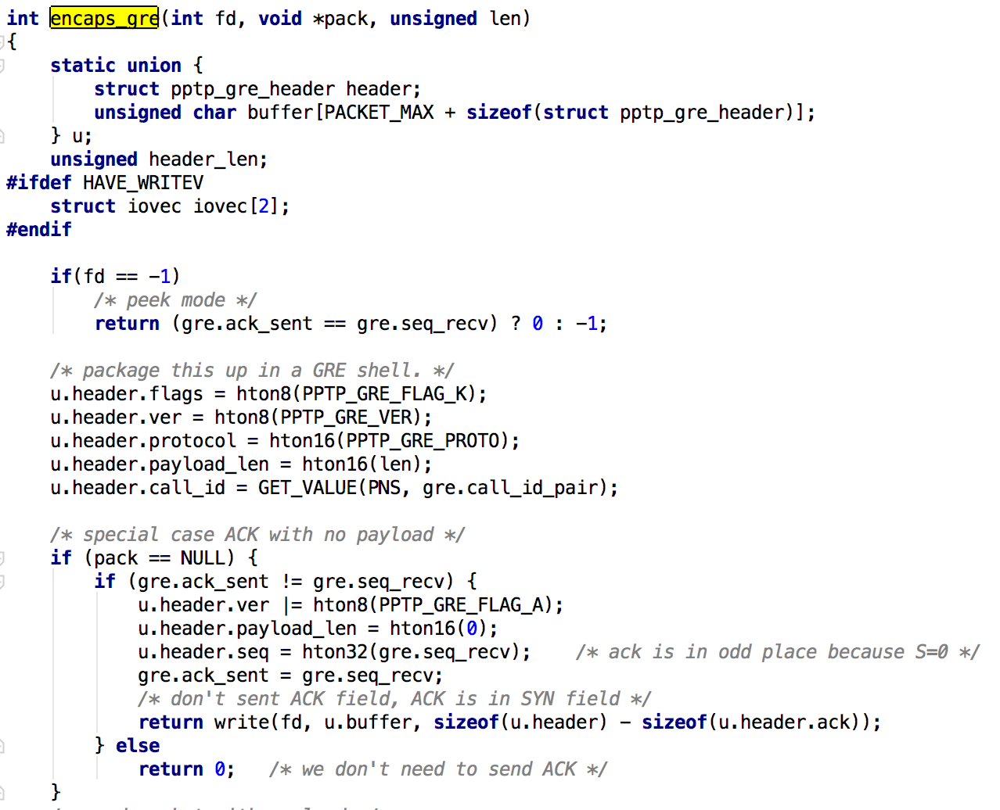 int encaps_gre(int fd, void *pack, unsigned len)
{
    static union {
        struct pptp_gre_header header;
        unsigned char buffer[PACKET_MAX + sizeof(struct pptp_gre_header)];
    } u;
    unsigned header_len;
#ifdef HAVE_WRITEV
    struct iovec iovec[2];
#endif

    if(fd == -1)
        /* peek mode */
        return (gre.ack_sent == gre.seq_recv) ? 0 : -1;

    /* package this up in a GRE shell. */
    u.header.flags = hton8(PPTP_GRE_FLAG_K);
    u.header.ver = hton8(PPTP_GRE_VER);
    u.header.protocol = hton16(PPTP_GRE_PROTO);
    u.header.payload_len = hton16(len);
    u.header.call_id = GET_VALUE(PNS, gre.call_id_pair);

    /* special case ACK with no payload */
    if (pack == NULL) {
        if (gre.ack_sent != gre.seq_recv) {
            u.header.ver |= hton8(PPTP_GRE_FLAG_A);
            u.header.payload_len = hton16(0);
            u.header.seq = hton32(gre.seq_recv);    /* ack is in odd place because S=0 */
            gre.ack_sent = gre.seq_recv;
            /* don't sent ACK field, ACK is in SYN field */
            return write(fd, u.buffer, sizeof(u.header) - sizeof(u.header.ack));
        } else
            return 0;   /* we don't need to send ACK */
    }